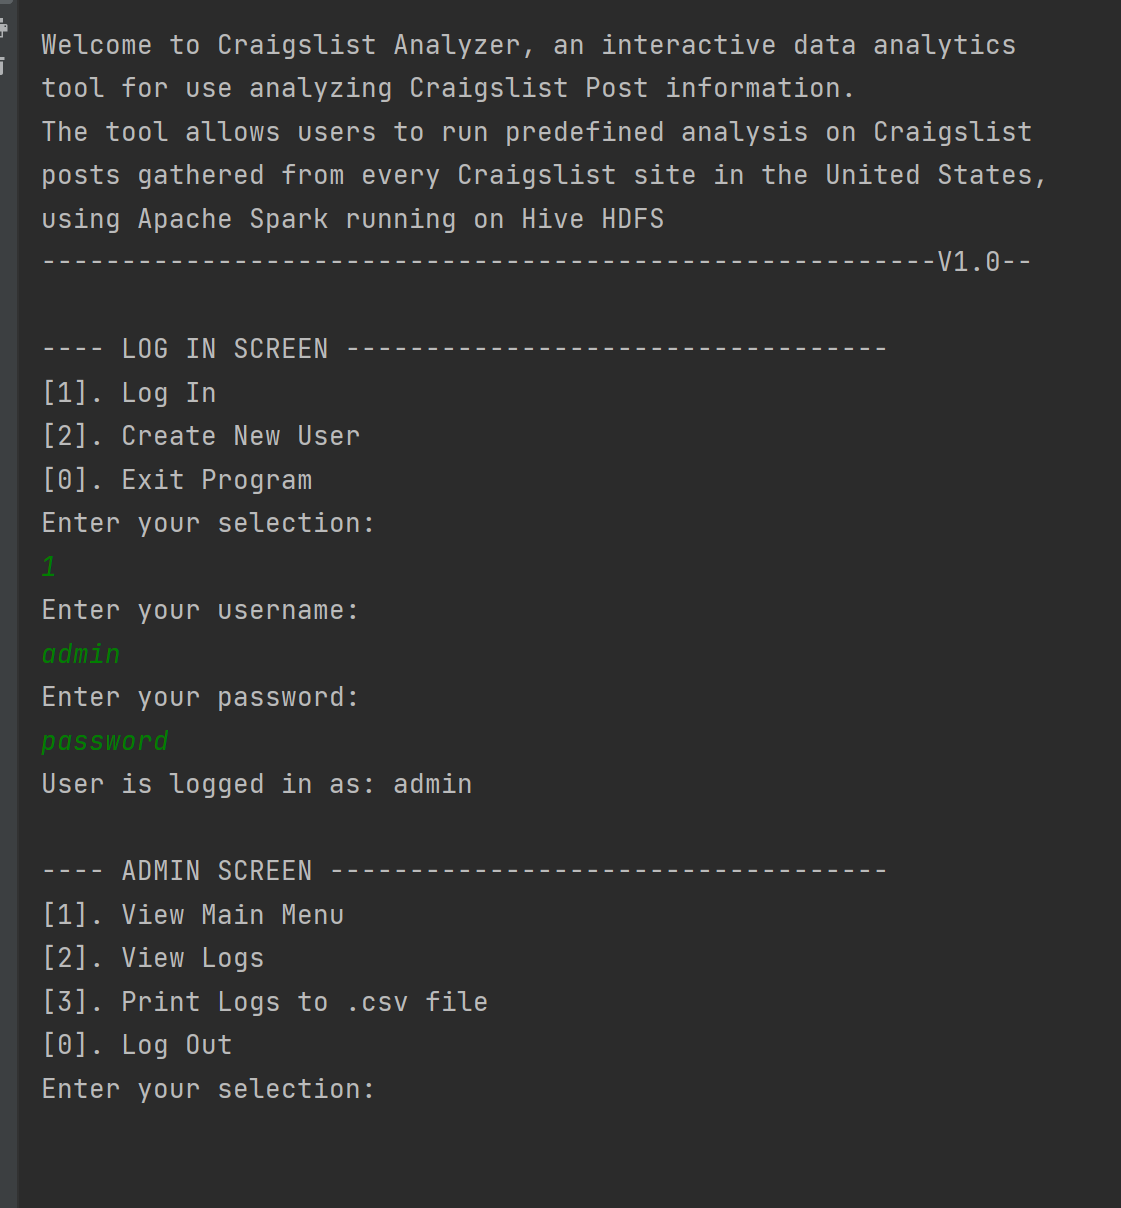 Welcome to Craigslist Analyzer, an interactive data analytics
tool for use analyzing Craigslist Post information.
The tool allows users to run predefined analysis on Craigslist
posts gathered from every Craigslist site in the United States,
using Apache Spark running on Hive HDFS
--------------------------------------------------------V1.0--
---- LOG IN SCREEN ----------------------------------
[1]. Log In
[2]. Create New User
[0]. Exit Program
Enter your selection:
1
Enter your username:
admin
Enter your password:
password
User is logged in as: admin
---- ADMIN SCREEN -----------------------------------
[1]. View Main Menu
[2]. View Logs
[3]. Print Logs to .csv file
[0]. Log Out
Enter your selection: